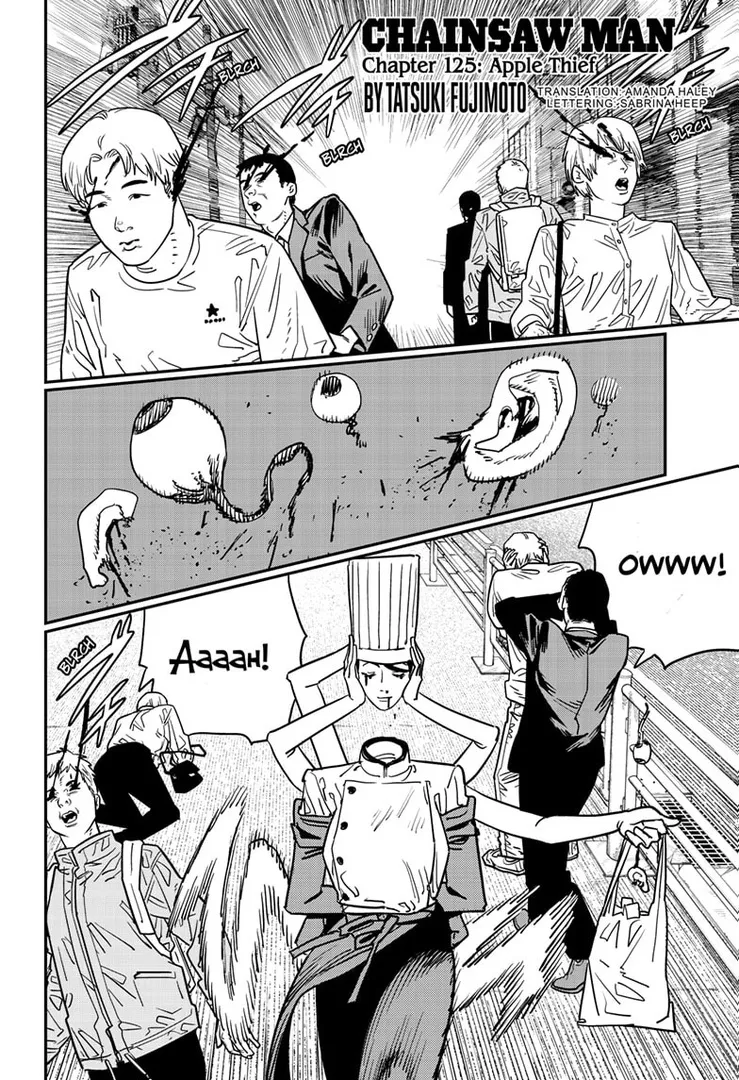 CHAINSAW MAN
Chapter 125: Apple Thief
BY TATSUKI FUJIMOTO
TRANSLATION: AMANDA HALEY
LETTERING: SABRINA HEEP
BLRCH
BLRCH
BLRCH
OWWW!
Aaaah!
BLRCH
BLRCH